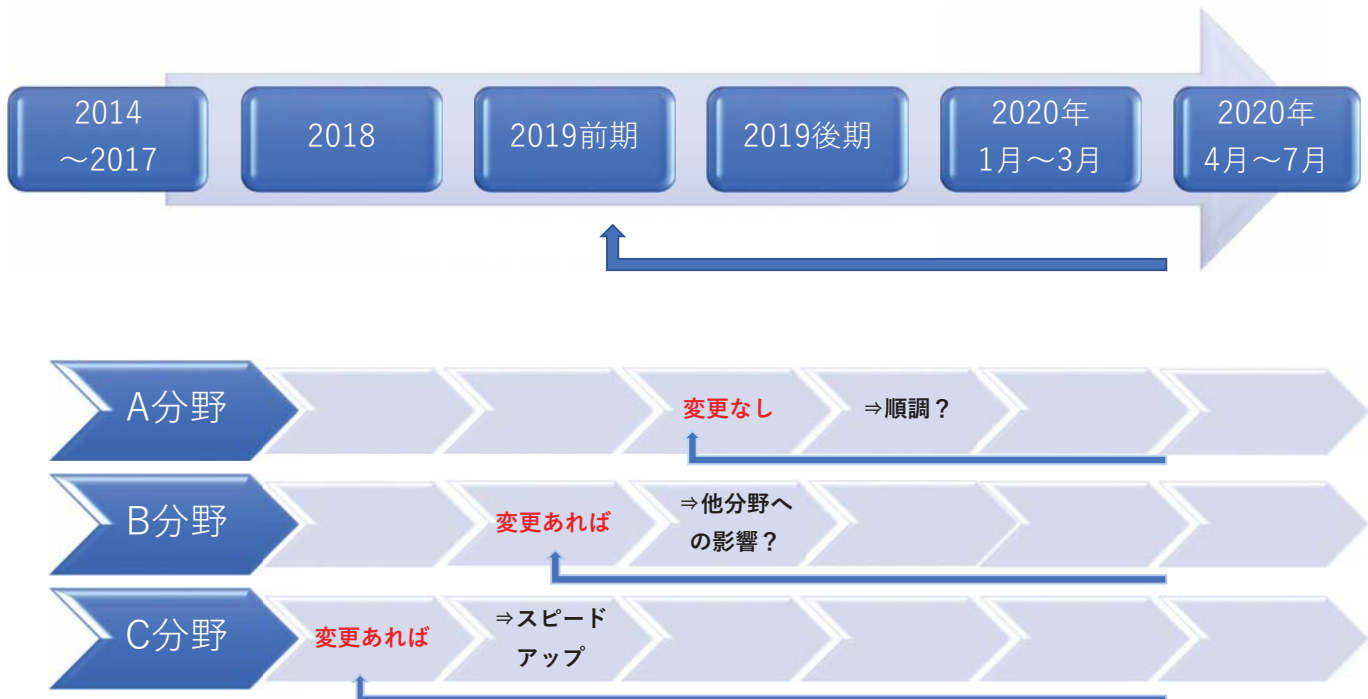 2014
～2017
2018
2019前期
2019後期
2020年
1月～3月
2020年
4月～7月
A分野
変更なし
⇒順調？
B分野
変更あれば
⇒他分野へ
の影響？
C分野
変更あれば
⇒スピード
アップ